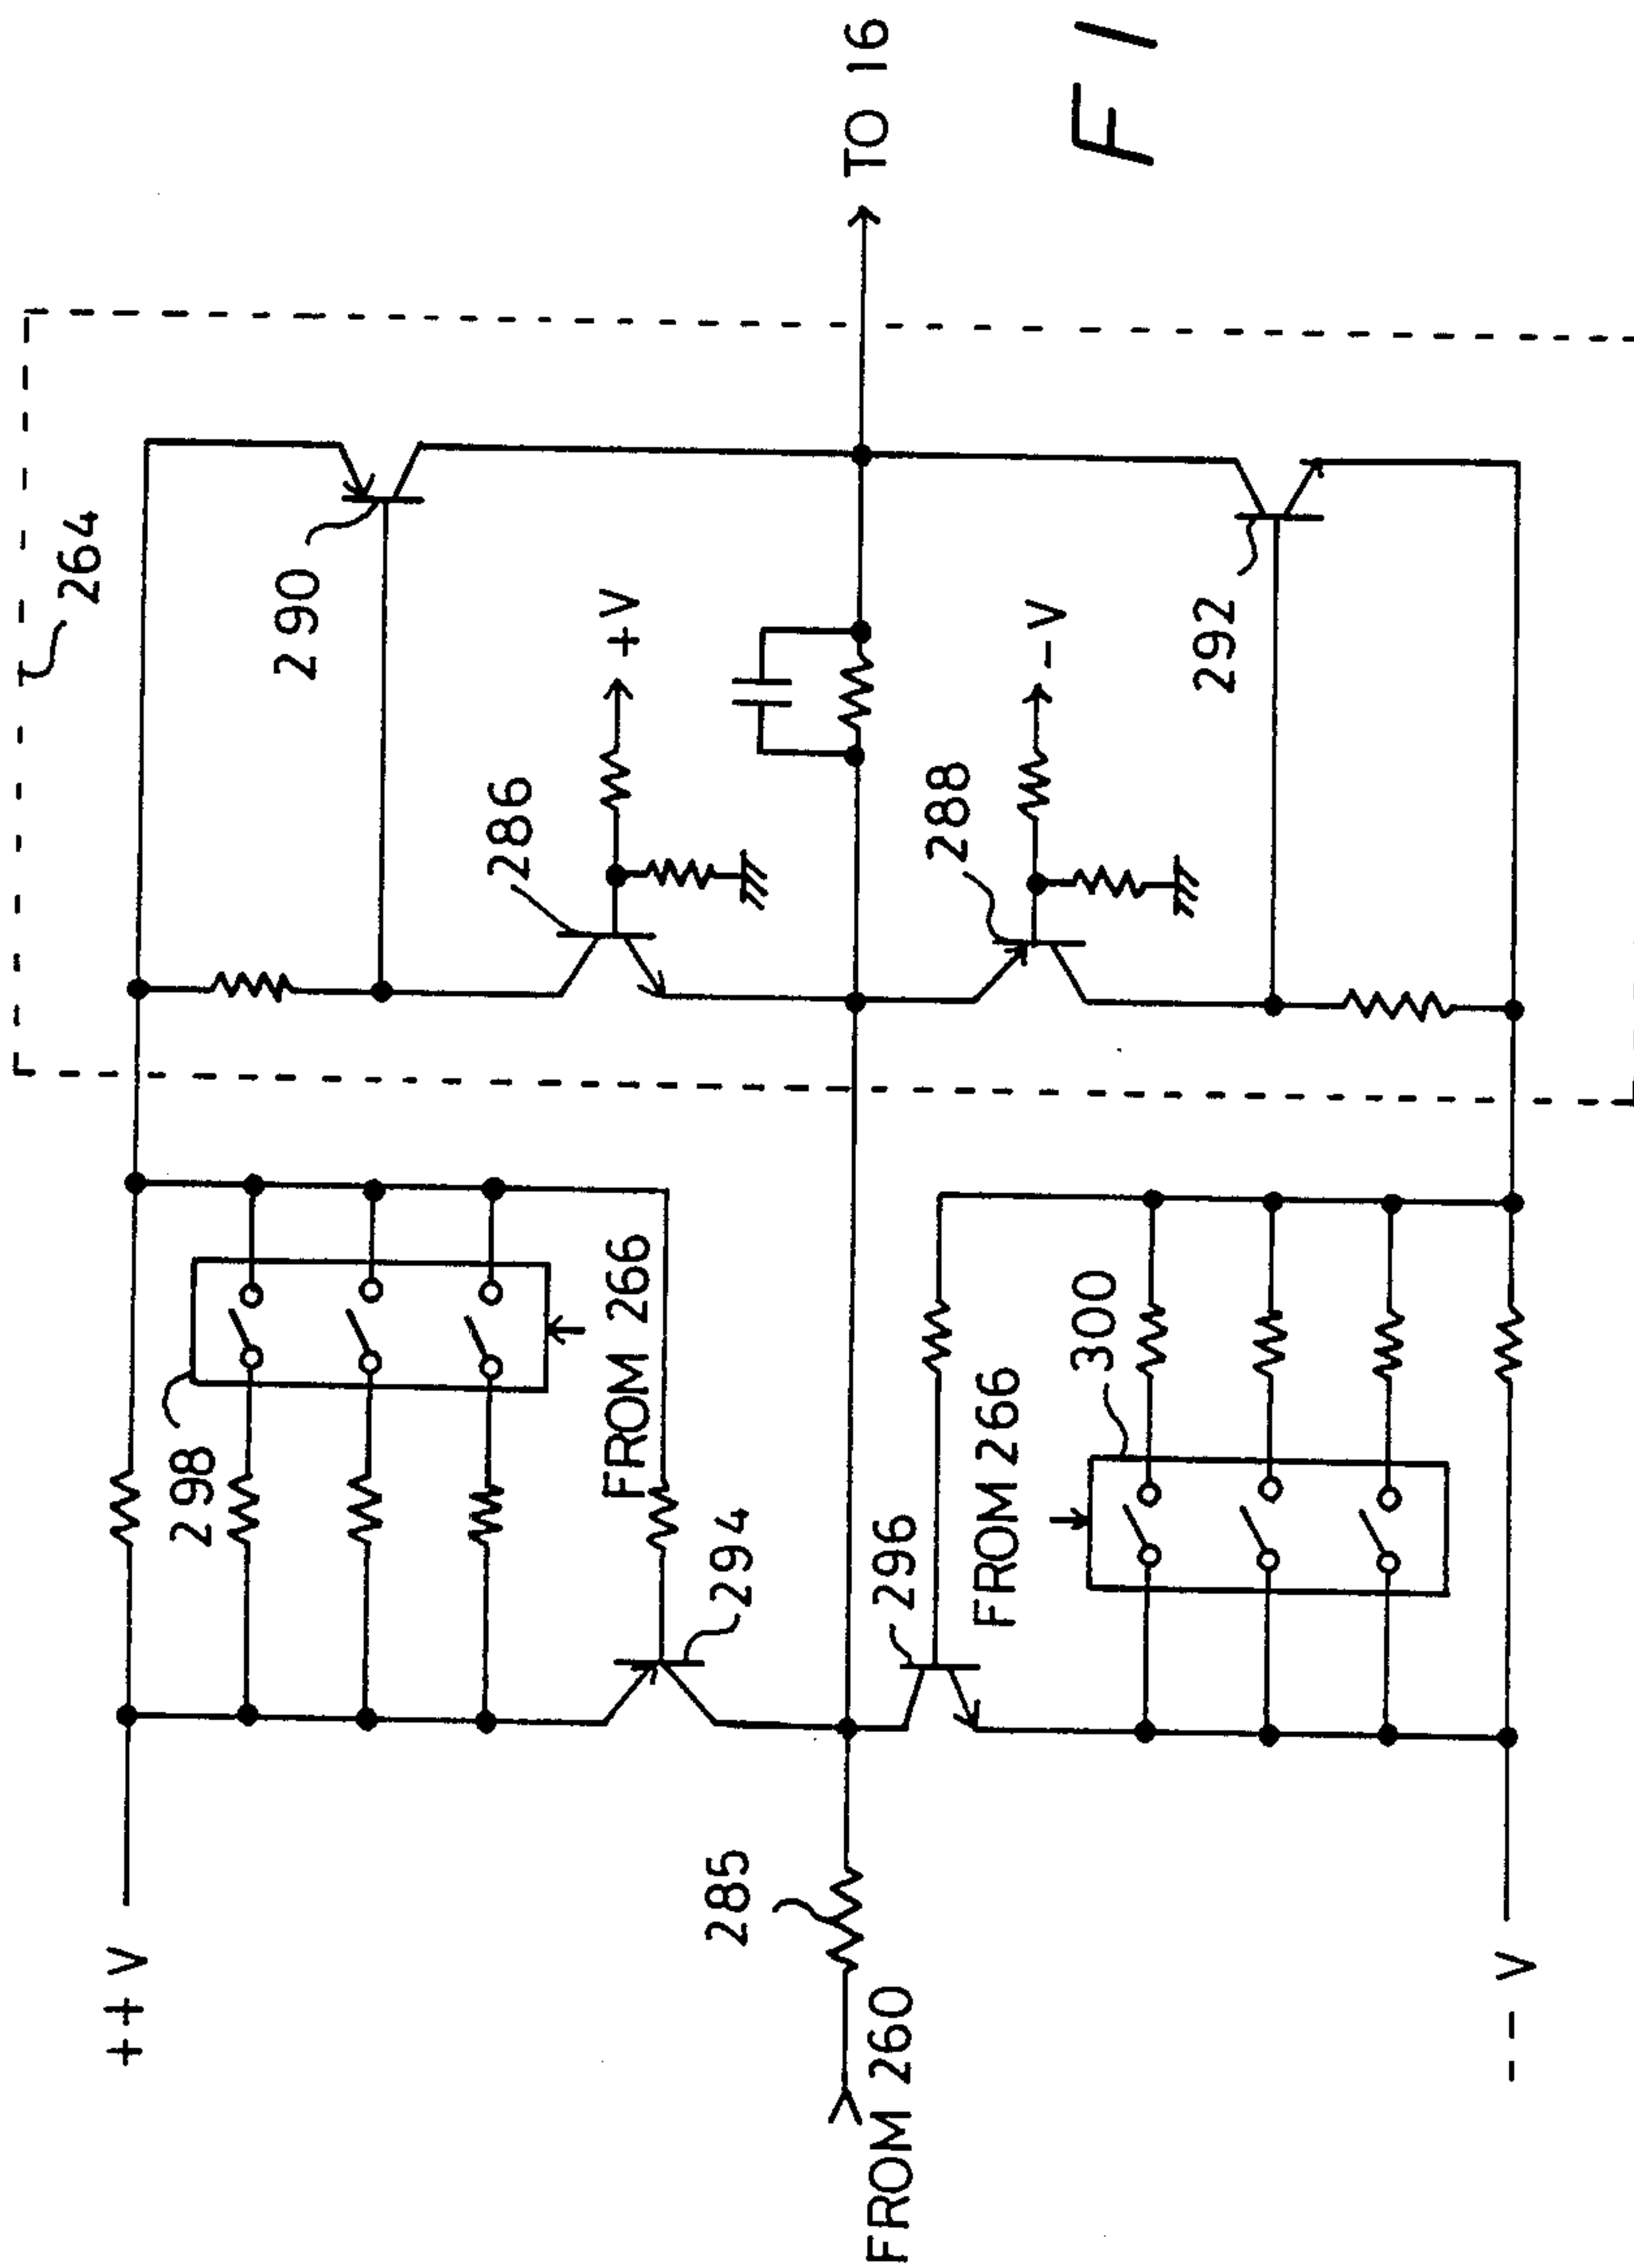 264
++ V
298
290
FROM 266
286
+V
294
285
FROM 260
TO 16
296
288
-V
FROM 266
300
292
-- V
F I